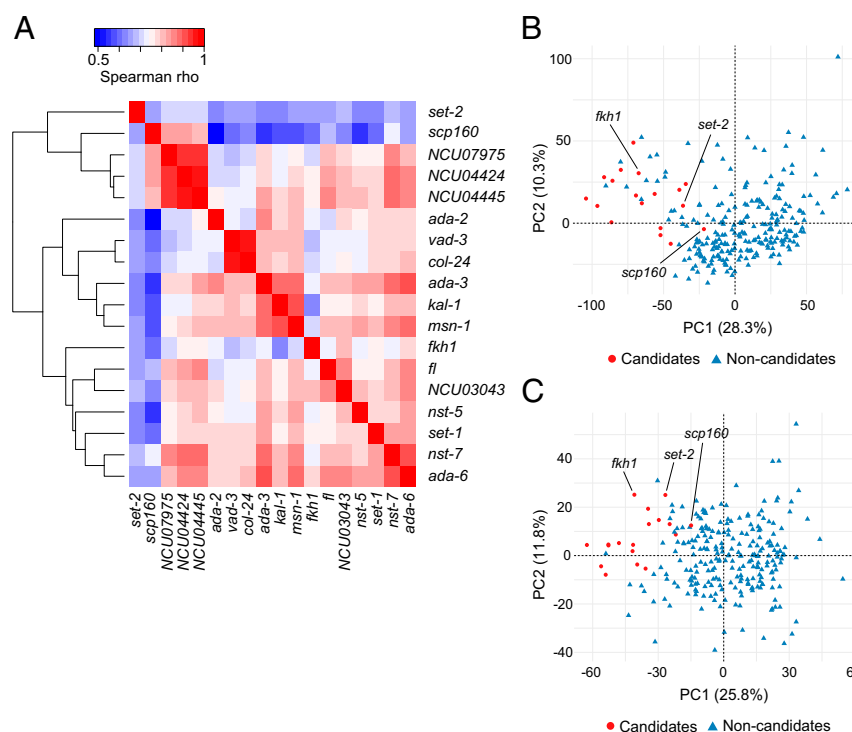 A
0.5
1
Spearman rho
set-2
scp160
NCU07975
NCU04424
NCU04445
ada-2
vad-3
col-24
ada-3
kal-1
msn-1
fkh1
fl
NCU03043
nst-5
set-1
nst-7
ada-6
set-2
scp160
NCU07975
NCU04424
NCU04445
ada-2
vad-3
col-24
ada-3
kal-1
msn-1
fkh1
fl
NCU03043
nst-5
set-1
nst-7
ada-6
B
100
50
0
PC2 (10.3%)
fkh1
set-2
scp160
-100
-50
0
50
PC1 (28.3%)
Candidates
Non-candidates
C
40
20
0
-20
-40
PC2 (11.8%)
fkh1
set-2
scp160
-60
-30
0
30
6
PC1 (25.8%)
Candidates
Non-candidates